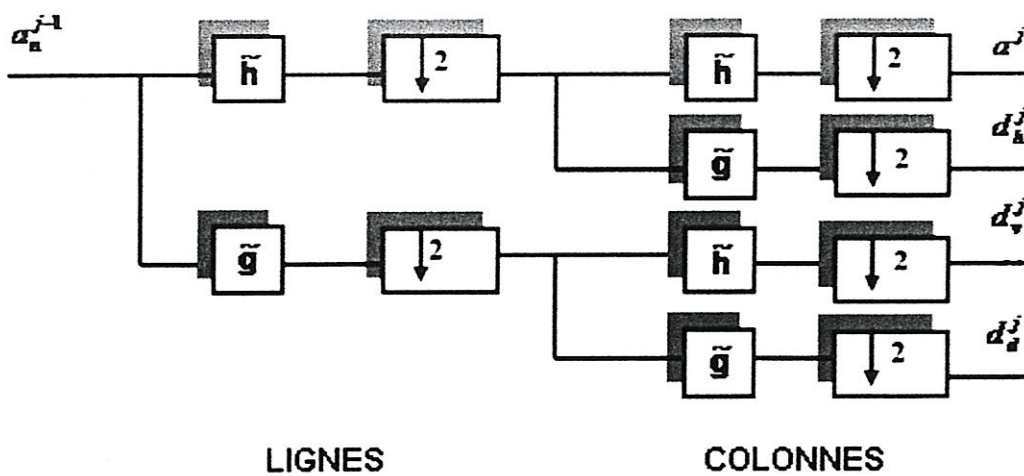 a_n^{j-1}
h̃
2
h̃
2
a^j
g̃
2
d_h^j
g̃
2
h̃
2
d_v^j
g̃
2
d_d^j
LIGNES
COLONNES